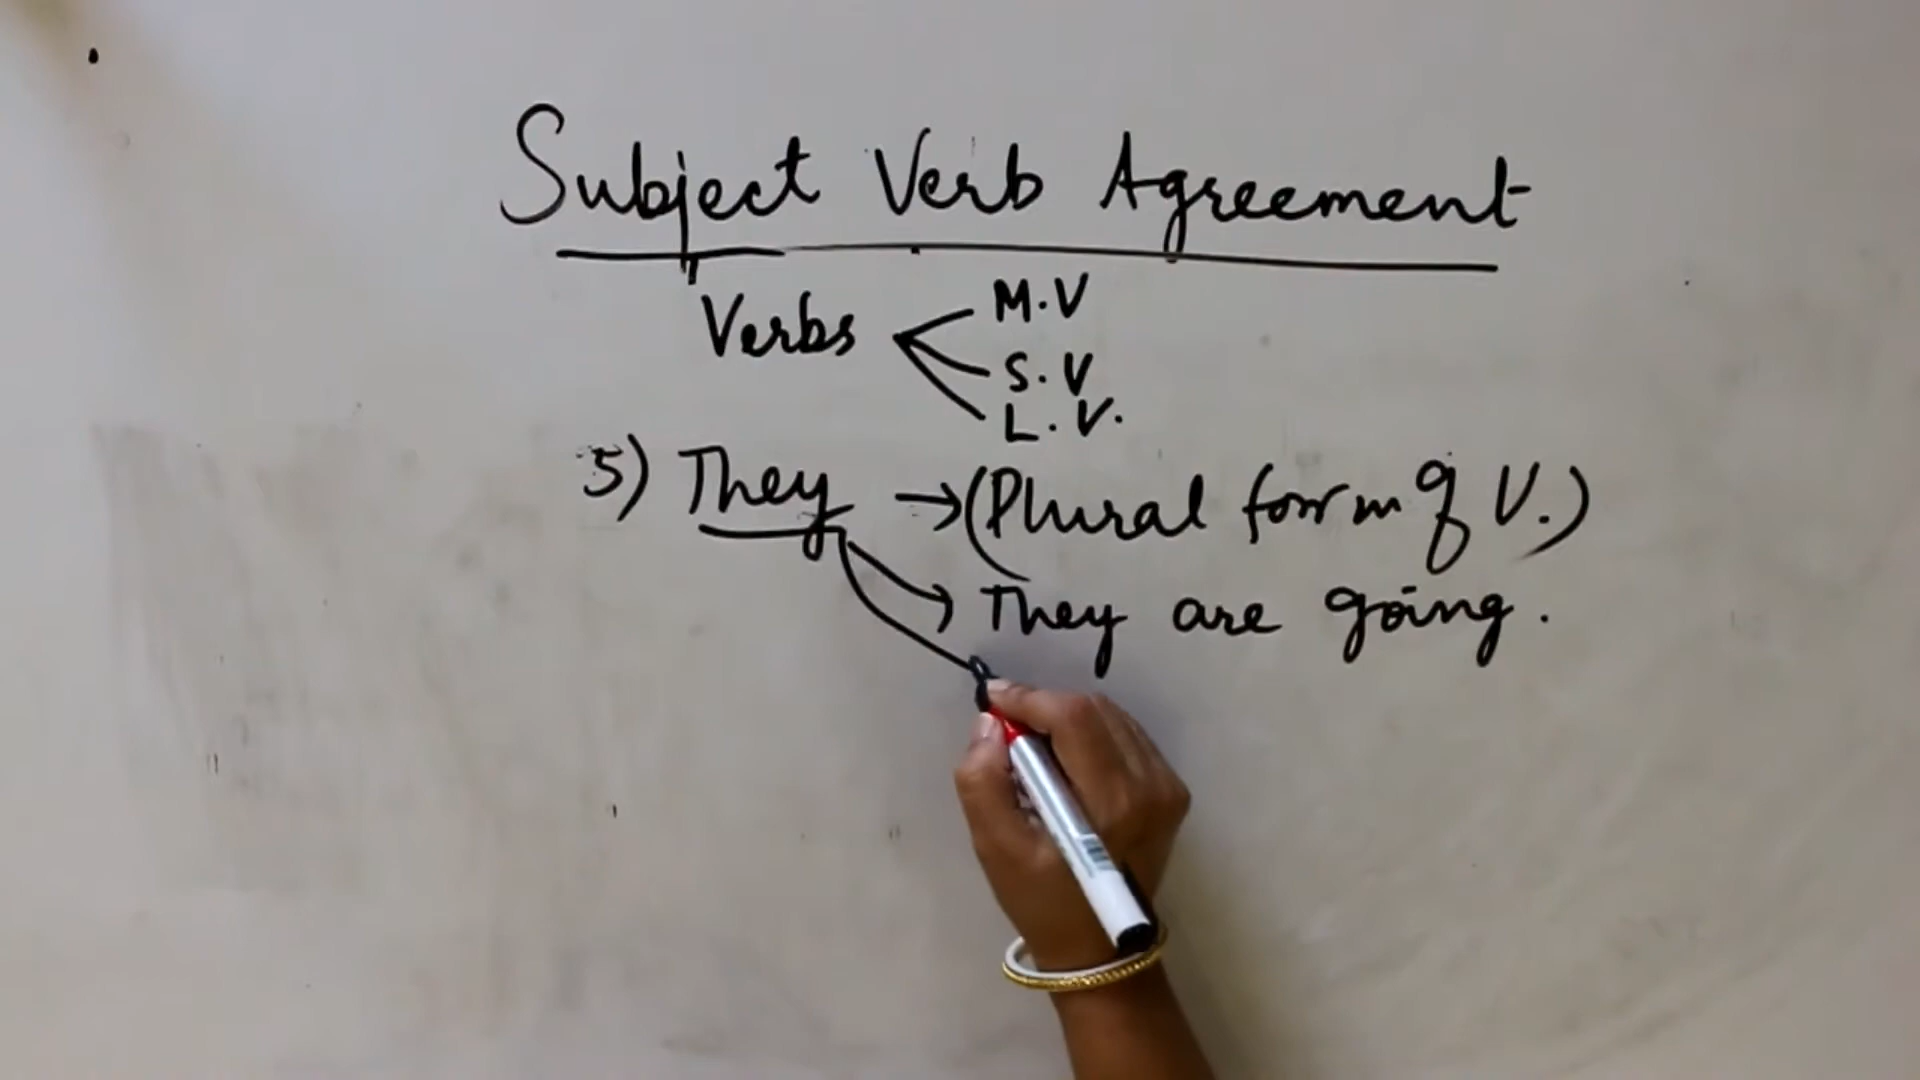 Subject Verb Agreement
Verbs
M.V
S.V
L.V.
5) They → (Plural form of V.)
→ They are going.